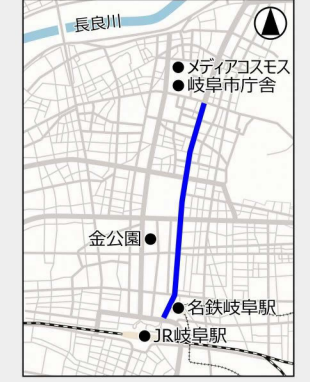 長良川
メディアコスモス
岐阜市庁舎
金公園
名鉄岐阜駅
JR岐阜駅